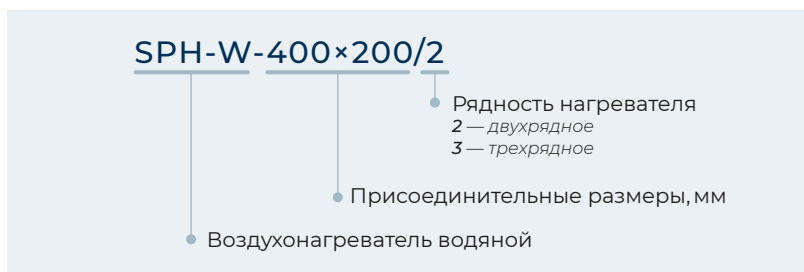 SPH-W-400×200/2
Рядность нагревателя
2 — двухрядное
3 — трехрядное
Присоединительные размеры, мм
Воздухонагреватель водяной